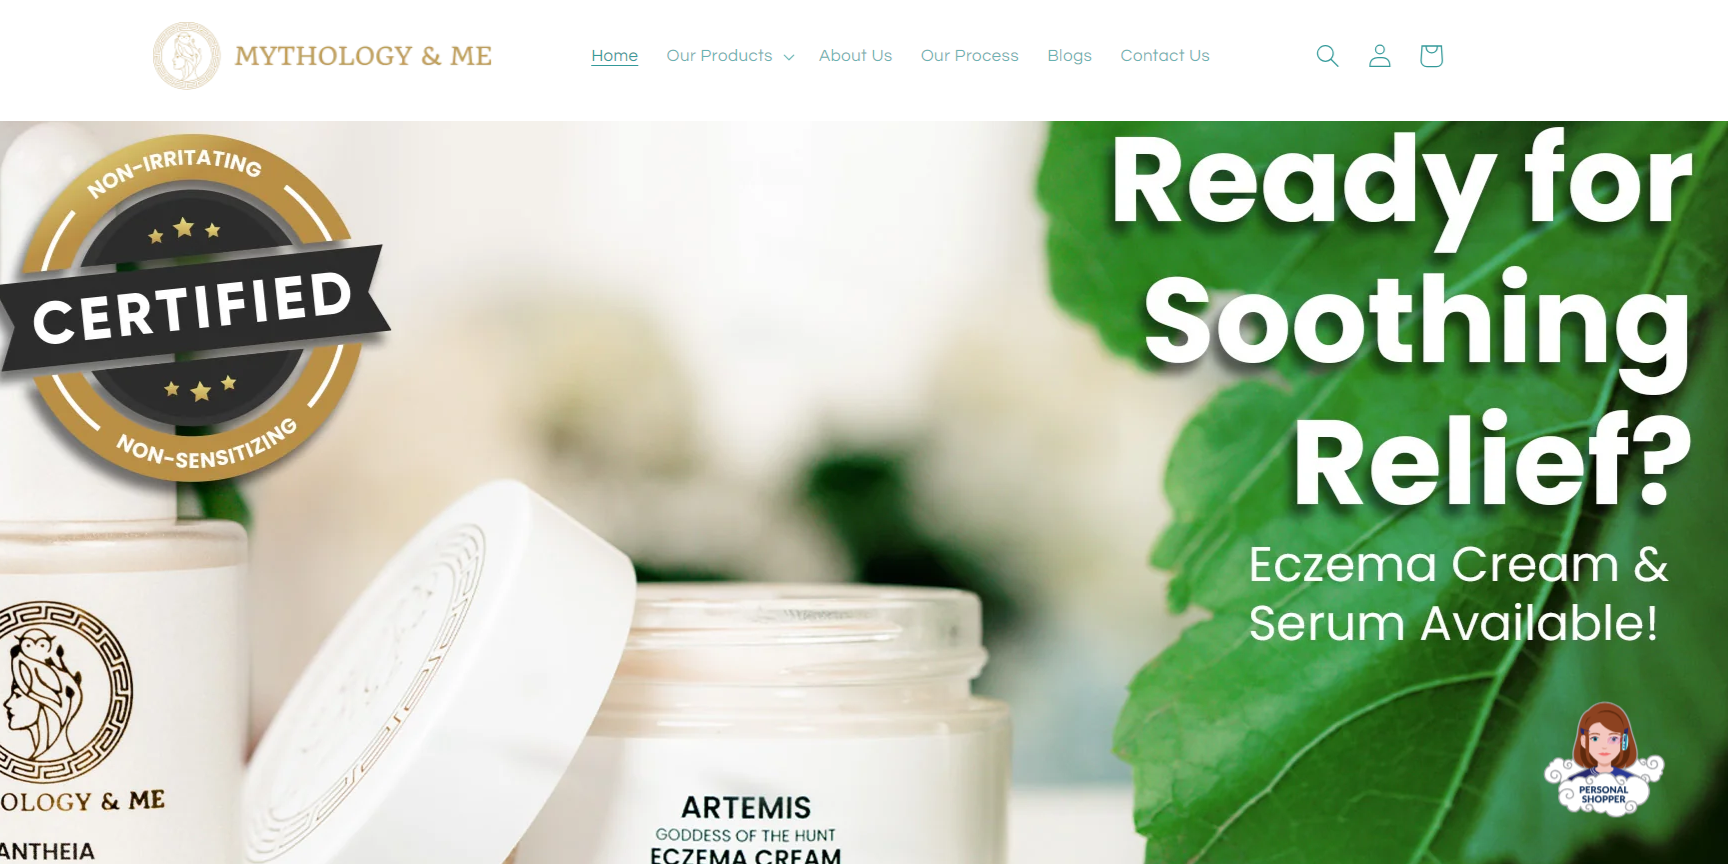 MYTHOLOGY & ME
Home
Our Products
About Us
Our Process
Blogs
Contact Us
NON-IRRITATING
CERTIFIED
NON-SENSITIZING
Ready for
Soothing
Relief?
Eczema Cream &
Serum Available!
OLOGY & ME
ANTHEIA
ARTEMIS
GODDESS OF THE HUNT
ECZEMA CREAM
PERSONAL
SHOPPER